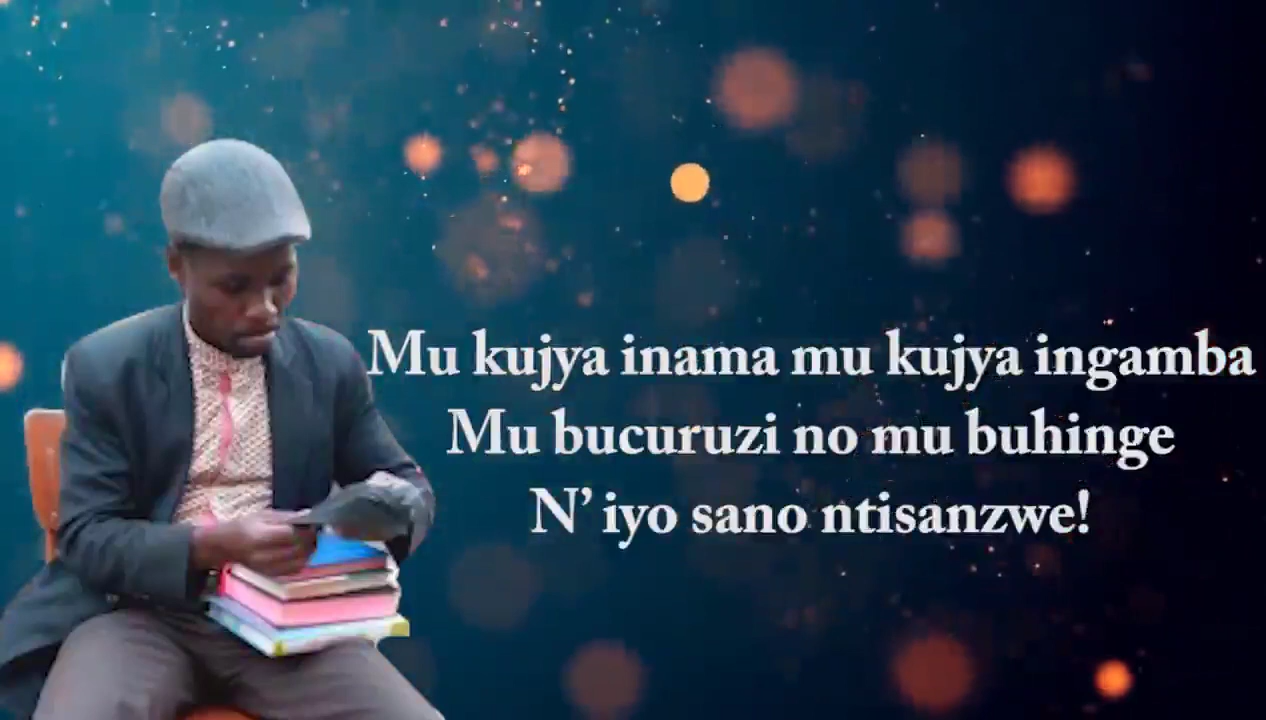 Mu kujya inama mu kujya ingamba
Mu bucuruzi no mu buhinge
N’ iyo sano ntisanzwe!